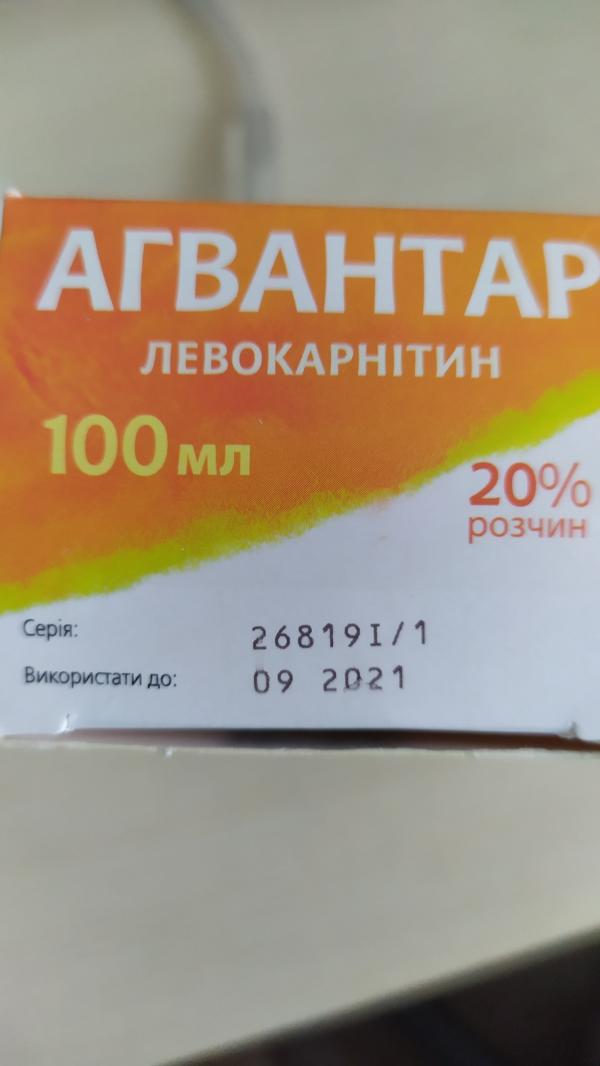 АГВАНТАР
ЛЕВОКАРНІТИН
100 мл
20%
розчин
Серія: 26819I/1
Використати до: 09 2021